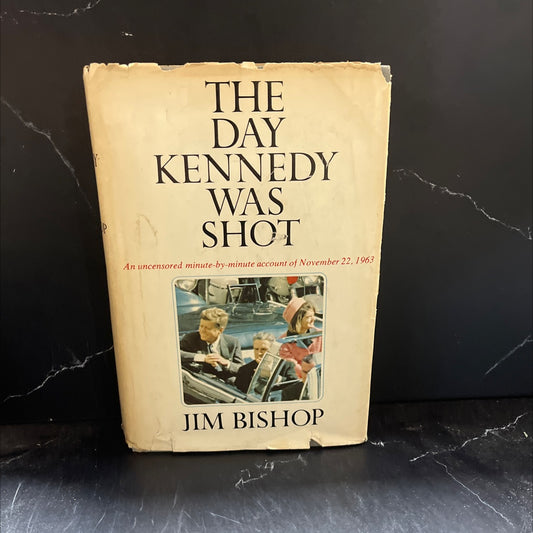 THE
DAY
KENNEDY
WAS
SHOT
An uncensored minute-by-minute account of November 22, 1963
JIM BISHOP